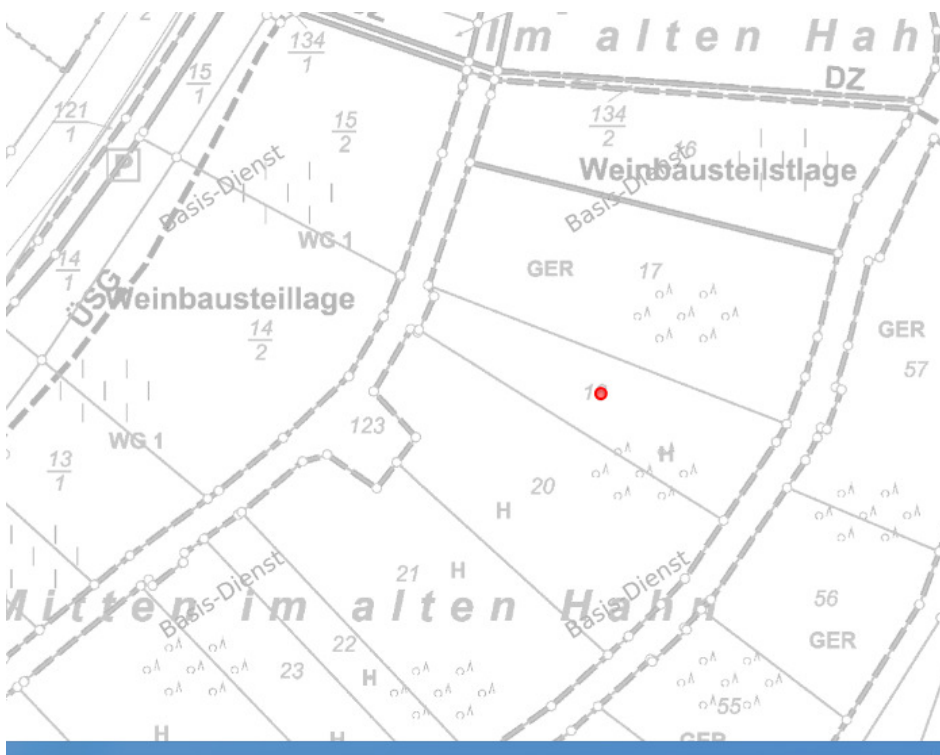 134
1
Im alten Hah
DZ
15
1
121
1
15
2
134
2
16
P
Basis-Dienst
Basis-Dienst
Weinbausteilstlage
WG 1
GER
17
14
1
ÜSG
Weinbausteillage
14
2
GER
57
123
H
WG 1
13
1
20
H
21
H
Basis-Dienst
Basis-Dienst
Mitten im alten Hahn
56
GER
22
23
H
55
H
H
GER